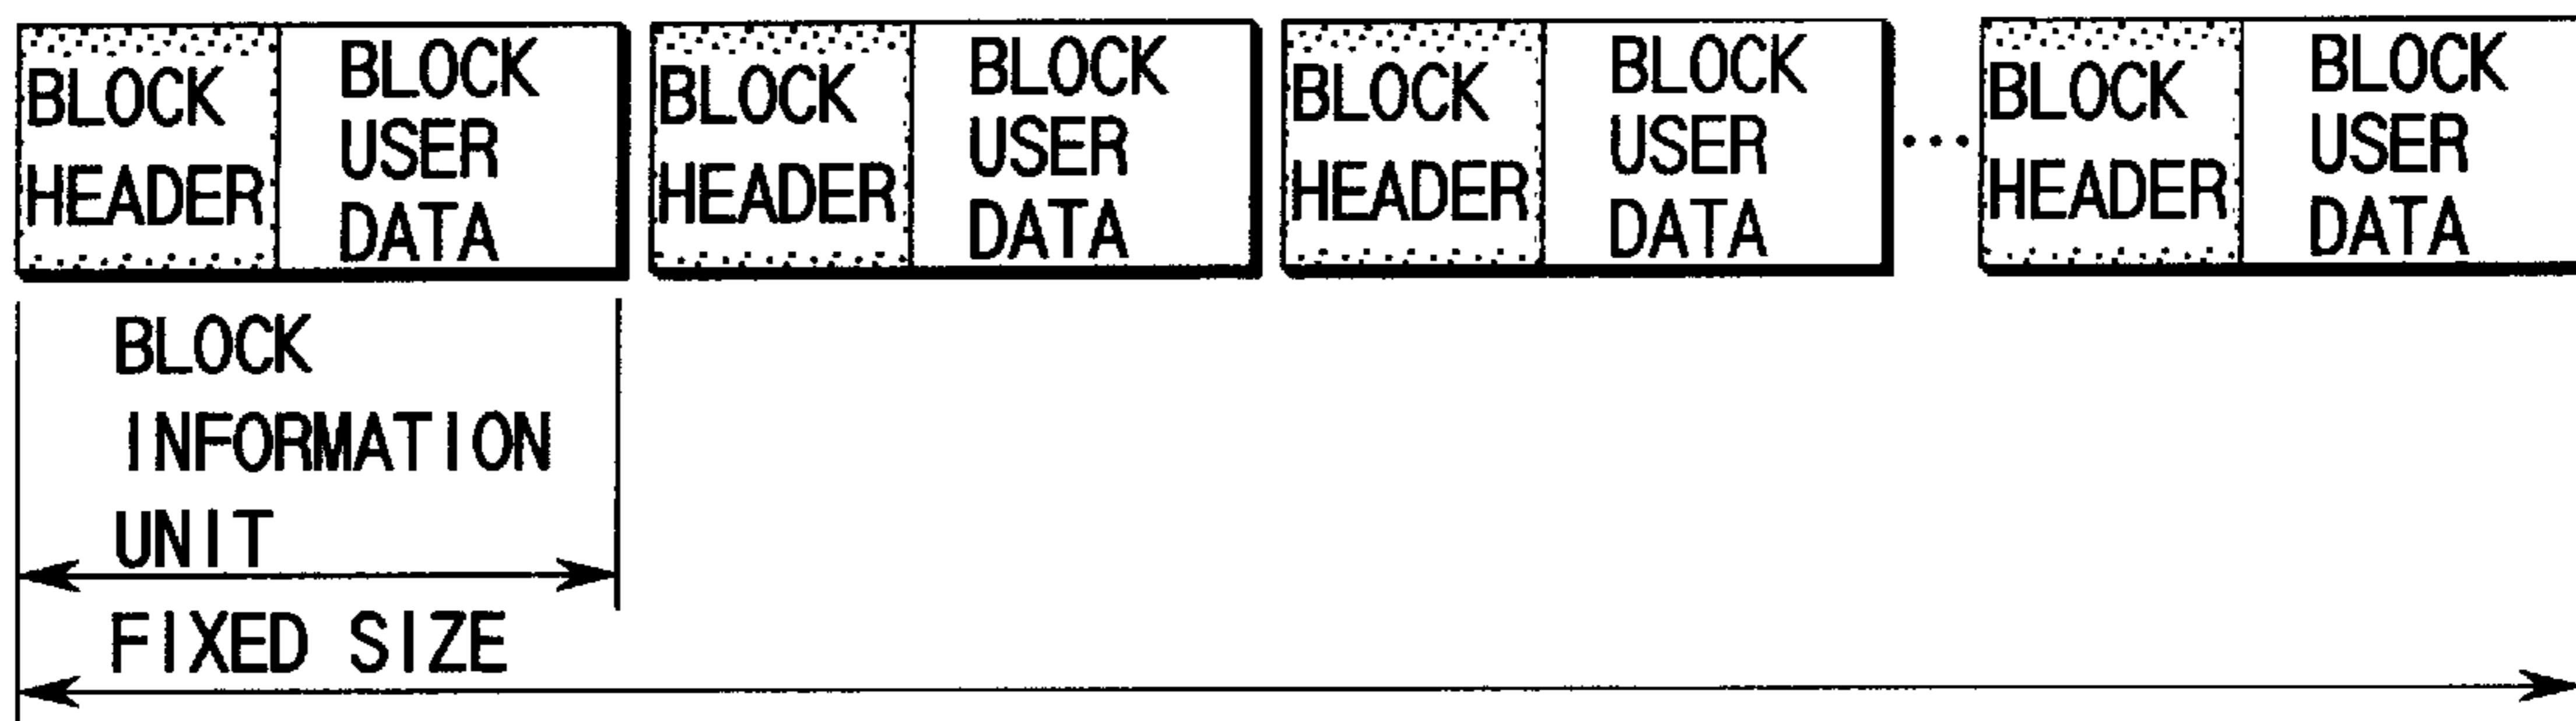 BLOCK
HEADER
BLOCK
USER
DATA
BLOCK
HEADER
BLOCK
USER
DATA
BLOCK
HEADER
BLOCK
USER
DATA
...
BLOCK
HEADER
BLOCK
USER
DATA
BLOCK
INFORMATION
UNIT
FIXED SIZE